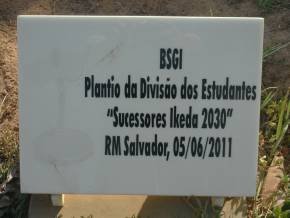 BSGI
Plantio da Divisão dos Estudantes
"Sucessores Ikeda 2030"
RM Salvador, 05/06/2011